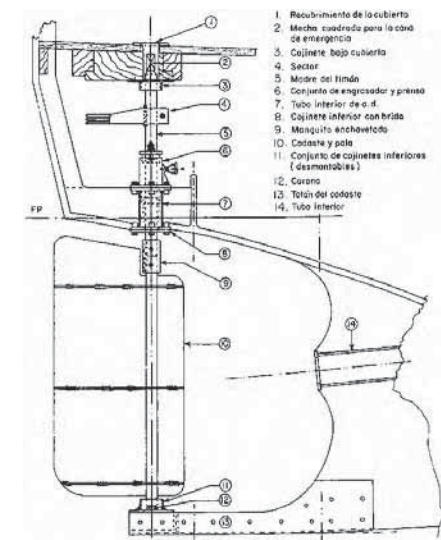 1. Recubrimiento de la cubierta
2. Mecha cuadrada para la cana
de emergencia
3. Cojinete bajo cubierta
4. Sector
5. Madre del timón
6. Conjunto de engrasador y prensa
7. Tubo interior de a.d.
8. Cojinete inferior con brida
9. Manguito enchavetado
10. Codaste y pala
11. Conjunto de cojinetes inferiores
(desmontables)
12. Corona
13. Talón del codaste
14. Tubo interior
1
2
3
4
5
6
7
PP
8
9
14
10
11
12
13